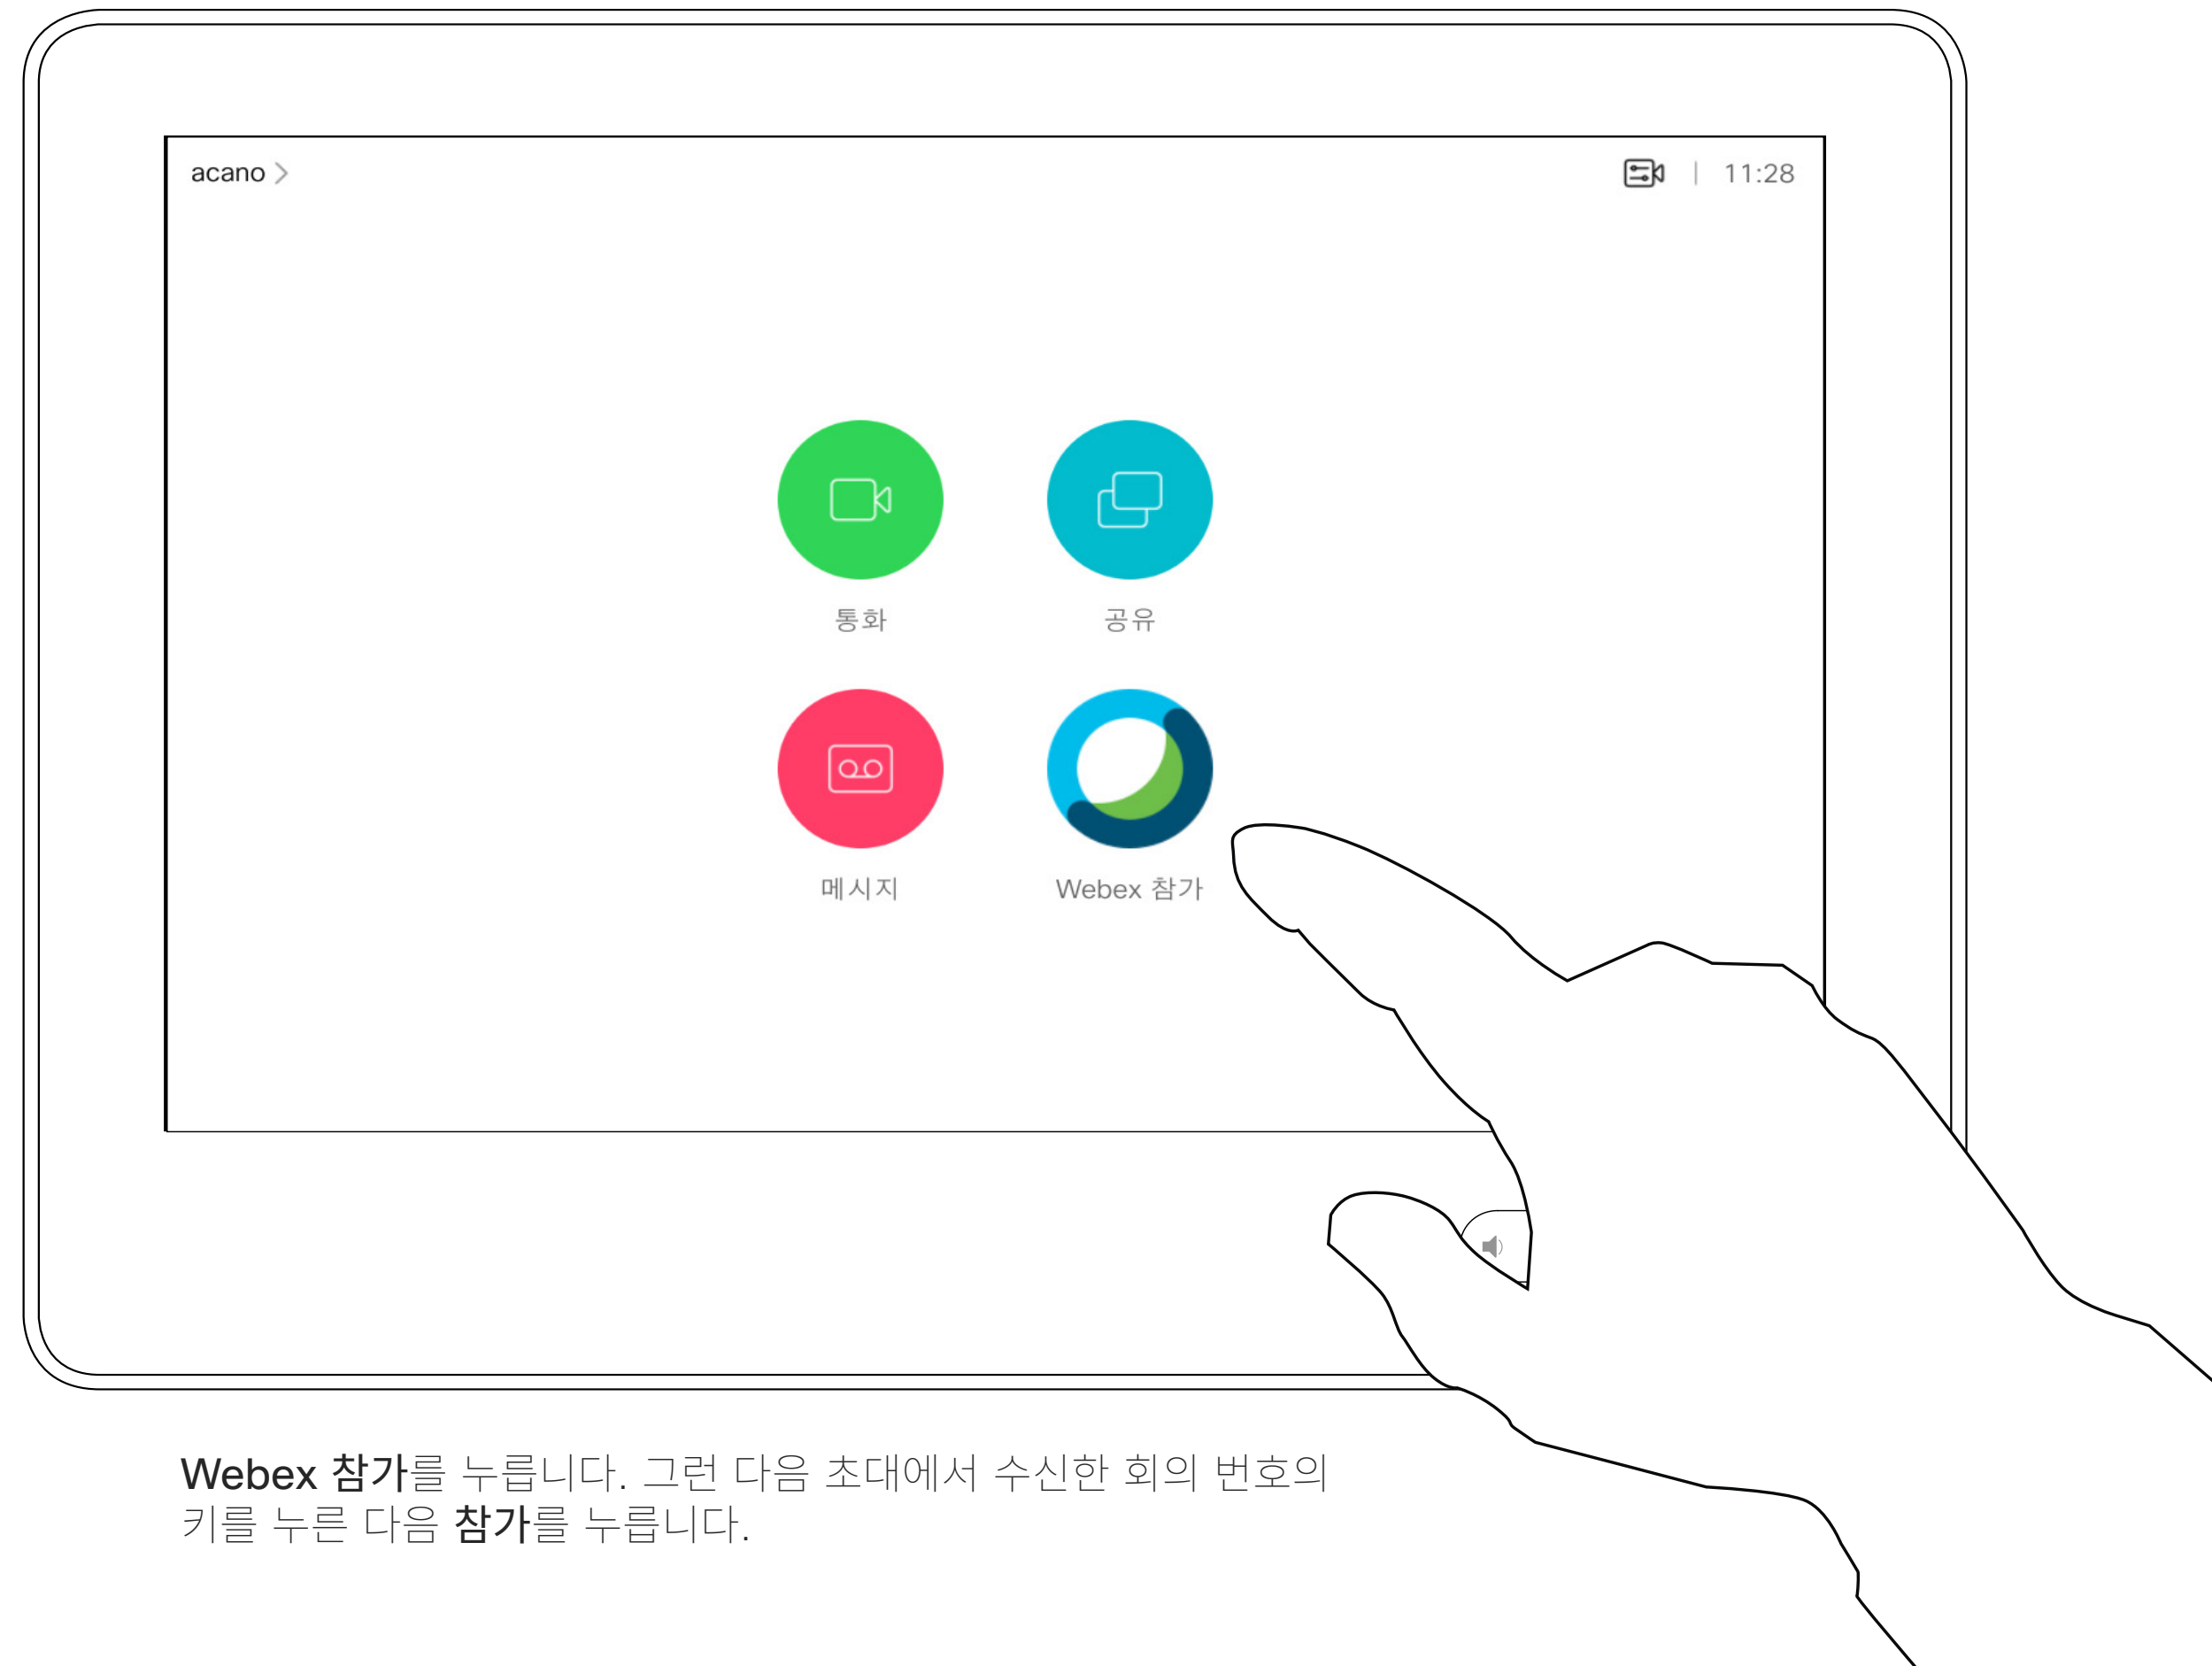 acano
11:28
통화
공유
메시지
Webex 참가
Webex 참가를 누릅니다. 그런 다음 초대에서 수신한 회의 번호의
키를 누른 다음 참가를 누릅니다.